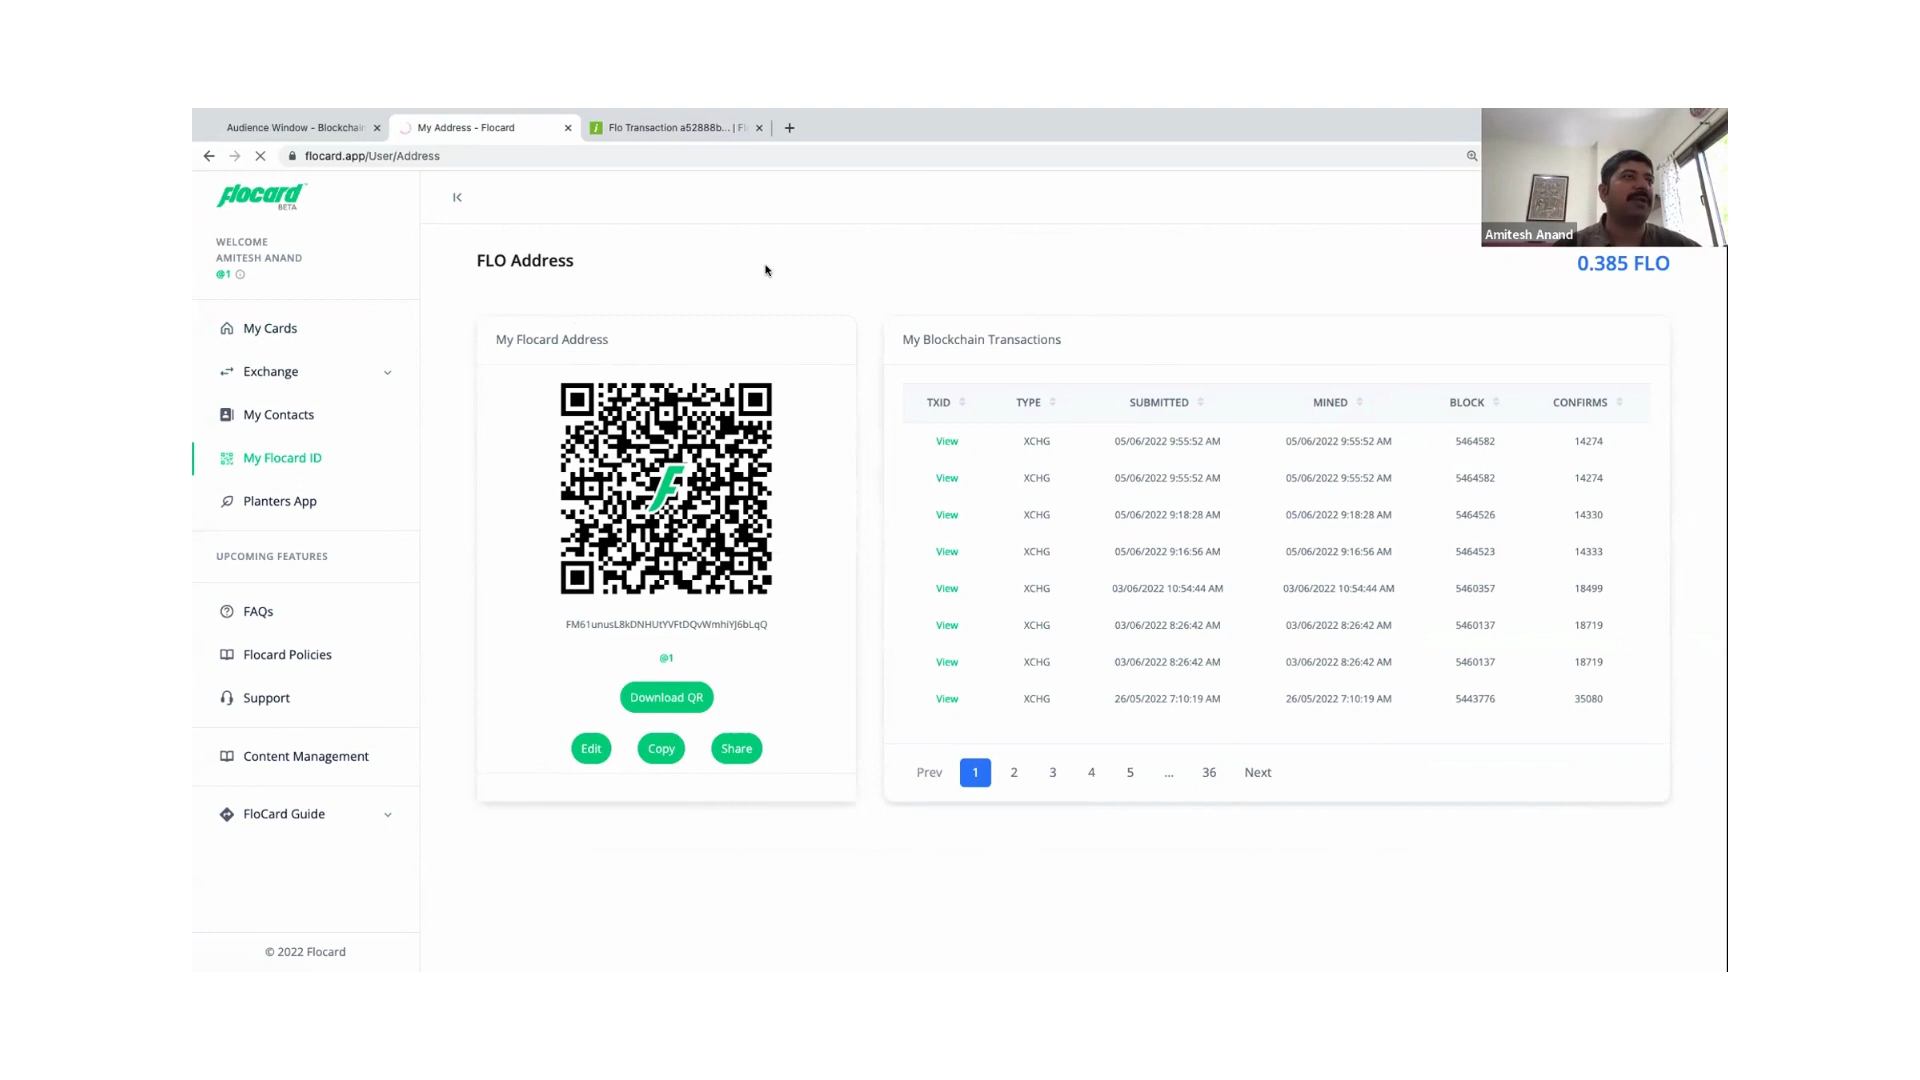 Audience Window - Blockchain
My Address - Flocard
Flo Transaction a52888b... | Fl
flocard.app/User/Address
flocard
BETA
WELCOME
AMITESH ANAND
@1
My Cards
Exchange
My Contacts
My Flocard ID
Planters App
UPCOMING FEATURES
FAQs
Flocard Policies
Support
Content Management
FloCard Guide
© 2022 Flocard
Amitesh Anand
FLO Address
0.385 FLO
My Flocard Address
F
FM61unusL8kDNHUtYVFtDQvWmhiYJ6bLqQ
@1
Download QR
Edit Copy Share
My Blockchain Transactions
TXID TYPE SUBMITTED MINED BLOCK CONFIRMS
View XCHG 05/06/2022 9:55:52 AM 05/06/2022 9:55:52 AM 5464582 14274
View XCHG 05/06/2022 9:55:52 AM 05/06/2022 9:55:52 AM 5464582 14274
View XCHG 05/06/2022 9:18:28 AM 05/06/2022 9:18:28 AM 5464526 14330
View XCHG 05/06/2022 9:16:56 AM 05/06/2022 9:16:56 AM 5464523 14333
View XCHG 03/06/2022 10:54:44 AM 03/06/2022 10:54:44 AM 5460357 18499
View XCHG 03/06/2022 8:26:42 AM 03/06/2022 8:26:42 AM 5460137 18719
View XCHG 03/06/2022 8:26:42 AM 03/06/2022 8:26:42 AM 5460137 18719
View XCHG 26/05/2022 7:10:19 AM 26/05/2022 7:10:19 AM 5443776 35080
Prev 1 2 3 4 5 ... 36 Next